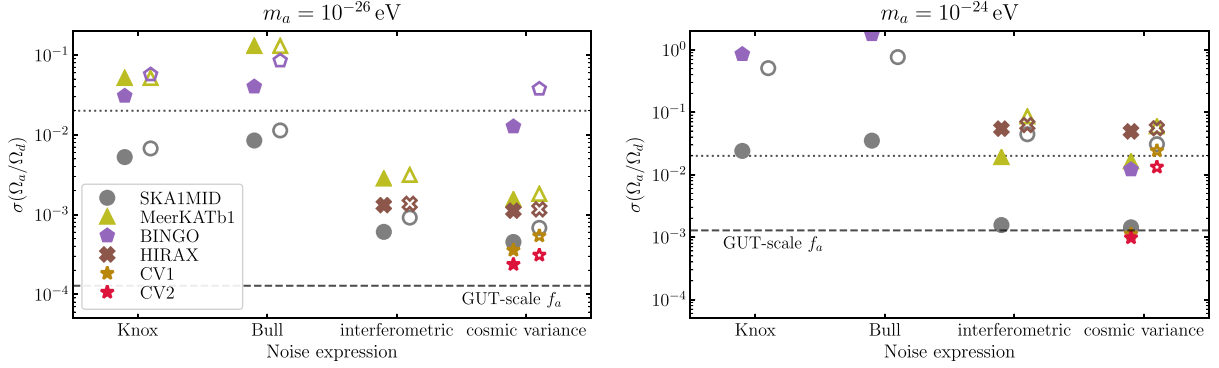 m_a = 10^{-26} eV
10^{-1}
10^{-2}
10^{-3}
10^{-4}
σ(Ω_a/Ω_d)
SKA1MID
MeerKATb1
BINGO
HIRAX
CV1
CV2
GUT-scale f_a
Knox Bull interferometric cosmic variance
Noise expression
m_a = 10^{-24} eV
10^{0}
10^{-1}
10^{-2}
10^{-3}
10^{-4}
σ(Ω_a/Ω_d)
GUT-scale f_a
Knox Bull interferometric cosmic variance
Noise expression